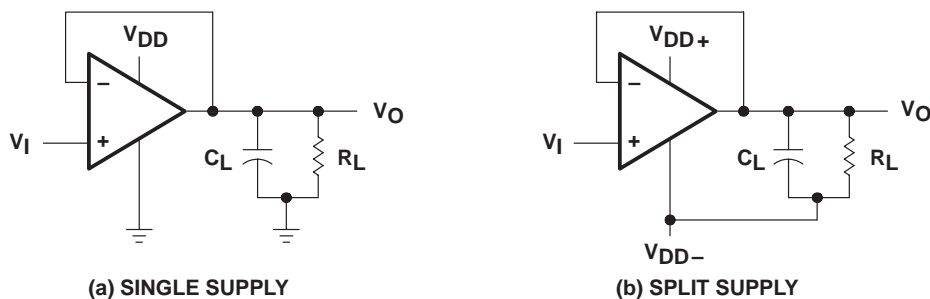 VDD
−
VI
+
VO
CL
RL
(a) SINGLE SUPPLY
VDD+
−
VI
+
VO
CL
RL
VDD−
(b) SPLIT SUPPLY